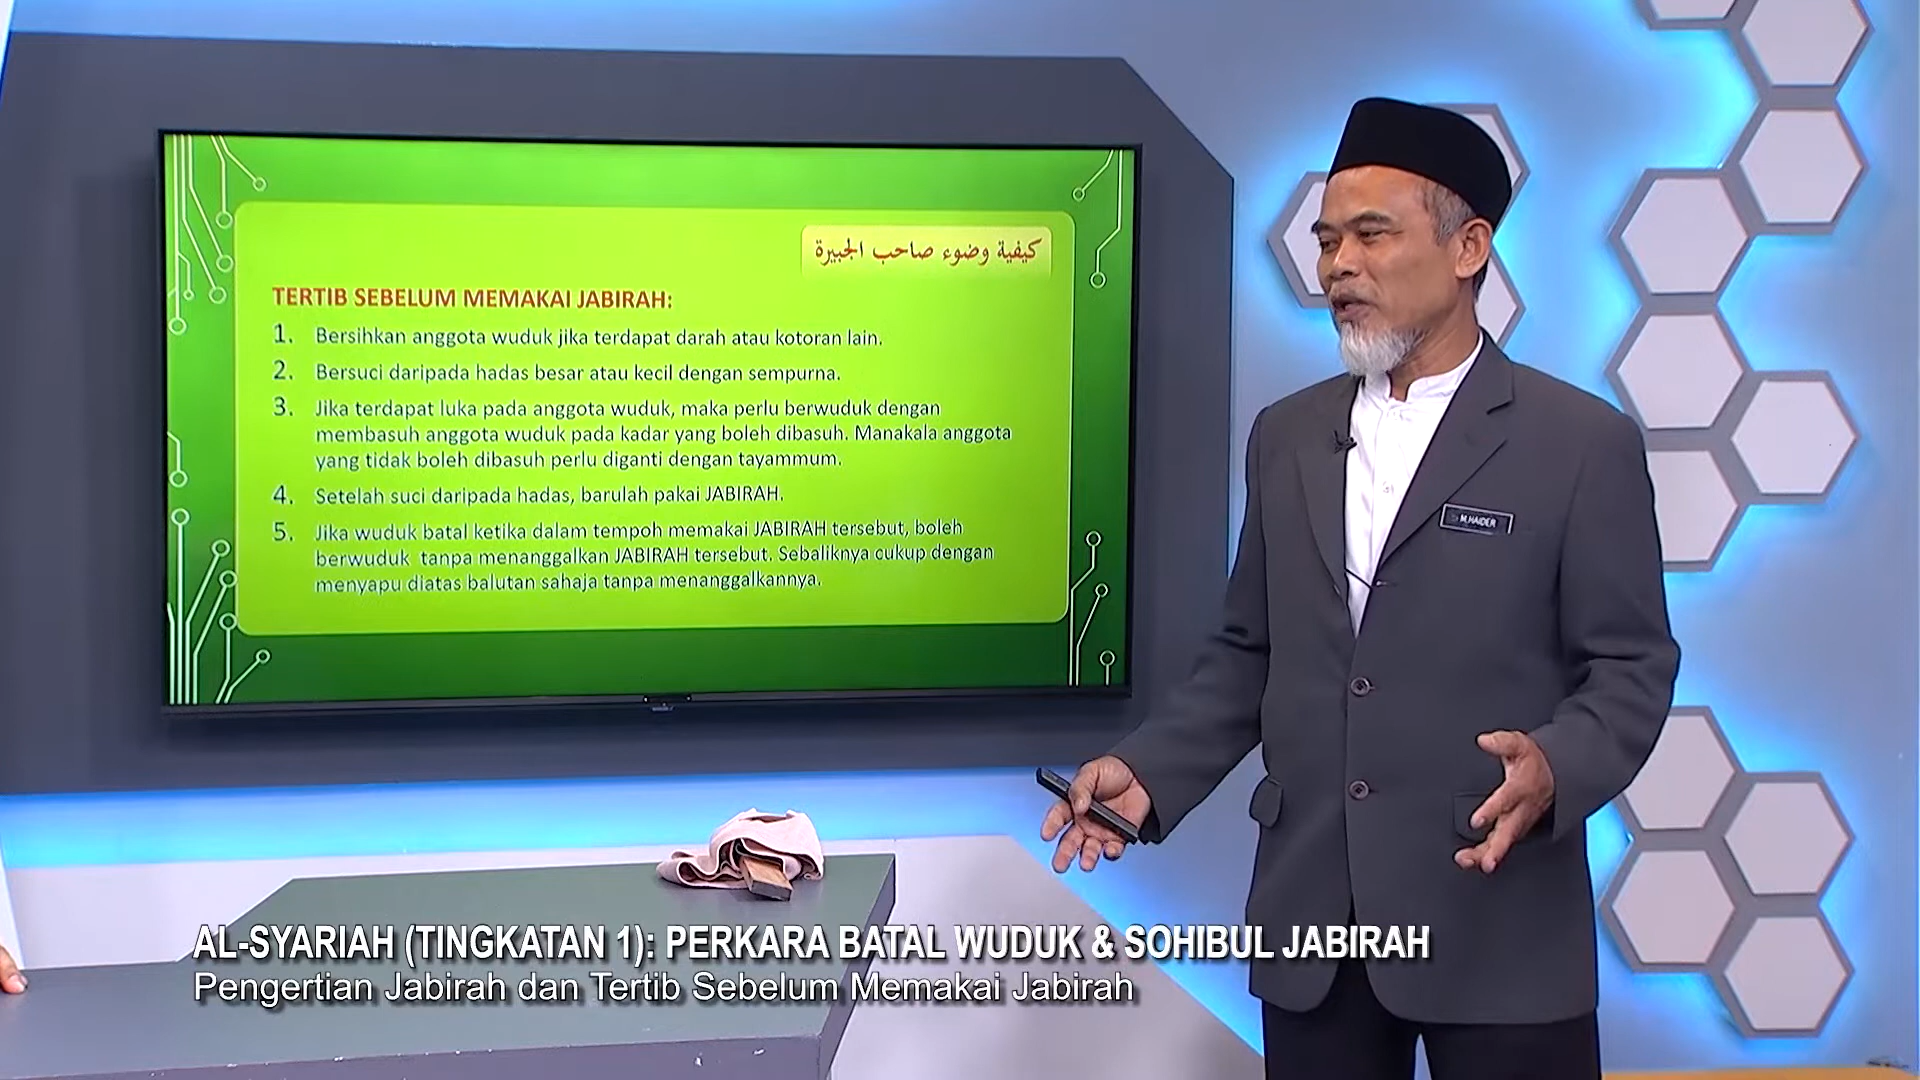 كيفية وضوء صاحب الجبيرة
TERTIB SEBELUM MEMAKAI JABIRAH:
1. Bersihkan anggota wuduk jika terdapat darah atau kotoran lain.
2. Bersuci daripada hadas besar atau kecil dengan sempurna.
3. Jika terdapat luka pada anggota wuduk, maka perlu berwuduk dengan
membasuh anggota wuduk pada kadar yang boleh dibasuh. Manakala anggota
yang tidak boleh dibasuh perlu diganti dengan tayammum.
4. Setelah suci daripada hadas, barulah pakai JABIRAH.
5. Jika wuduk batal ketika dalam tempoh memakai JABIRAH tersebut, boleh
berwuduk tanpa menanggalkan JABIRAH tersebut. Sebaliknya cukup dengan
menyapu diatas balutan sahaja tanpa menanggalkannya.
M.HAIDER
AL-SYARIAH (TINGKATAN 1): PERKARA BATAL WUDUK & SOHIBUL JABIRAH
Pengertian Jabirah dan Tertib Sebelum Memakai Jabirah